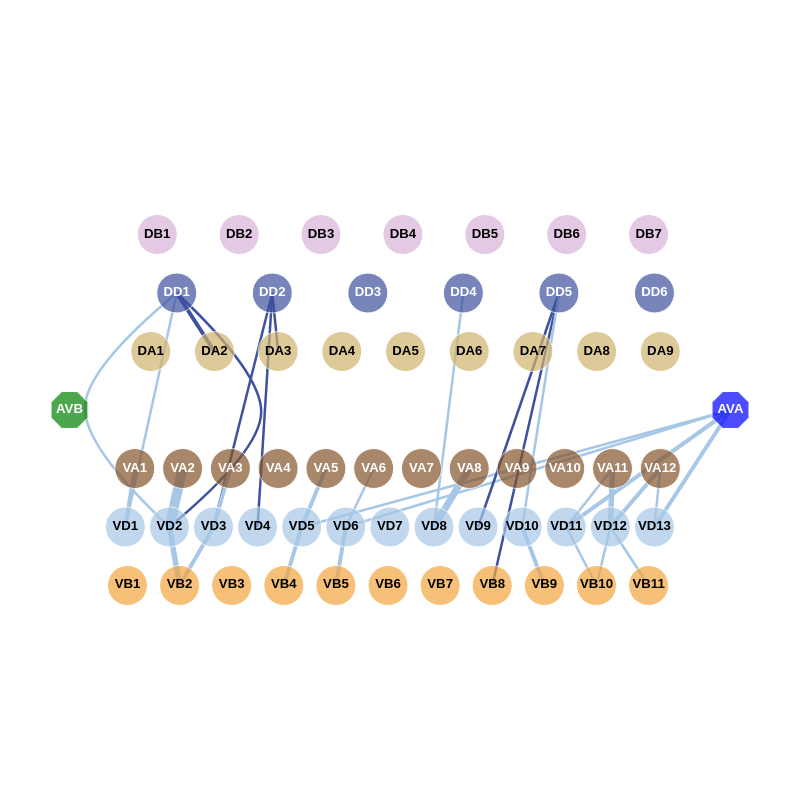 DB1 DB2 DB3 DB4 DB5 DB6 DB7
DD1 DD2 DD3 DD4 DD5 DD6
DA1 DA2 DA3 DA4 DA5 DA6 DA7 DA8 DA9
AVB AVA
VA1 VA2 VA3 VA4 VA5 VA6 VA7 VA8 VA9 VA10 VA11 VA12
VD1 VD2 VD3 VD4 VD5 VD6 VD7 VD8 VD9 VD10 VD11 VD12 VD13
VB1 VB2 VB3 VB4 VB5 VB6 VB7 VB8 VB9 VB10 VB11